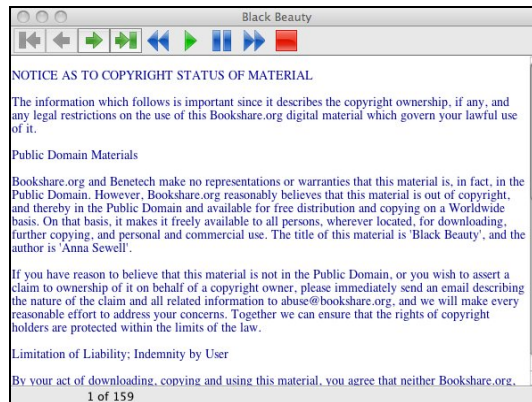 Black Beauty
NOTICE AS TO COPYRIGHT STATUS OF MATERIAL
The information which follows is important since it describes the copyright ownership, if any, and
any legal restrictions on the use of this Bookshare.org digital material which govern your lawful use
of it.
Public Domain Materials
Bookshare.org and Benetech make no representations or warranties that this material is, in fact, in the
Public Domain. However, Bookshare.org reasonably believes that this material is out of copyright,
and thereby in the Public Domain and available for free distribution and copying on a Worldwide
basis. On that basis, it makes it freely available to all persons, wherever located, for downloading,
further copying, and personal and commercial use. The title of this material is 'Black Beauty', and the
author is 'Anna Sewell'.
If you have reason to believe that this material is not in the Public Domain, or you wish to assert a
claim to ownership of it on behalf of a copyright owner, please immediately send an email describing
the nature of the claim and all related information to abuse@bookshare.org, and we will make every
reasonable effort to address your concerns. Together we can ensure that the rights of copyright
holders are protected within the limits of the law.
Limitation of Liability; Indemnity by User
By your act of downloading, copying and using this material, you agree that neither Bookshare.org,
1 of 159